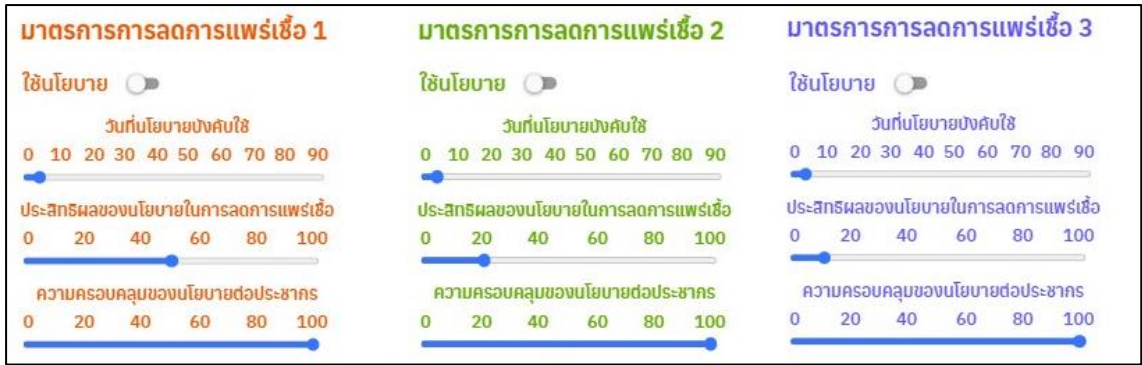 มาตรการการลดการแพร่เชื้อ 1
ใช้นโยบาย
วันที่นโยบายบังคับใช้
0 10 20 30 40 50 60 70 80 90
ประสิทธิผลของนโยบายในการลดการแพร่เชื้อ
0 20 40 60 80 100
ความครอบคลุมของนโยบายต่อประชากร
0 20 40 60 80 100
มาตรการการลดการแพร่เชื้อ 2
ใช้นโยบาย
วันที่นโยบายบังคับใช้
0 10 20 30 40 50 60 70 80 90
ประสิทธิผลของนโยบายในการลดการแพร่เชื้อ
0 20 40 60 80 100
ความครอบคลุมของนโยบายต่อประชากร
0 20 40 60 80 100
มาตรการการลดการแพร่เชื้อ 3
ใช้นโยบาย
วันที่นโยบายบังคับใช้
0 10 20 30 40 50 60 70 80 90
ประสิทธิผลของนโยบายในการลดการแพร่เชื้อ
0 20 40 60 80 100
ความครอบคลุมของนโยบายต่อประชากร
0 20 40 60 80 100